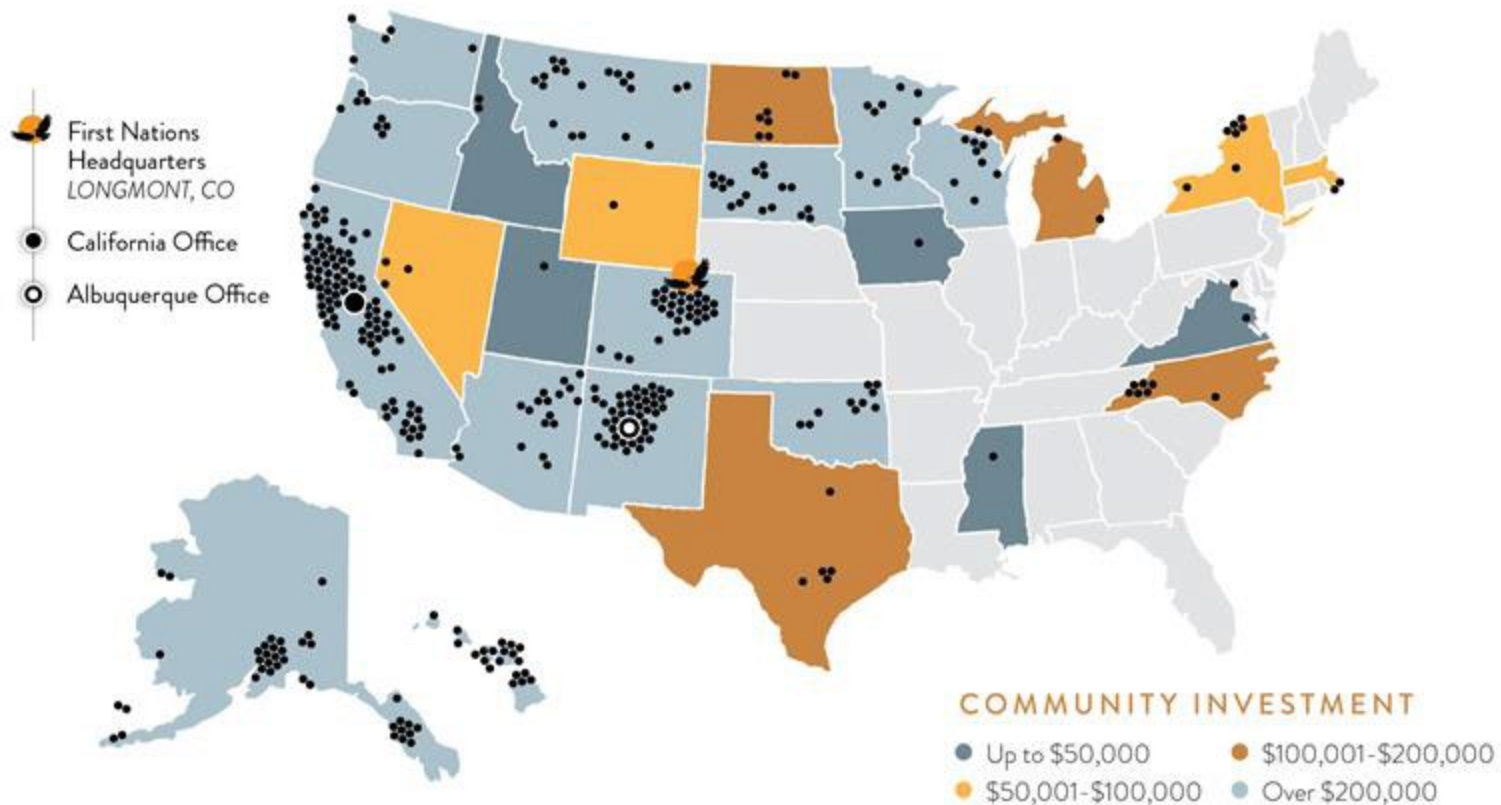 First Nations
Headquarters
LONGMONT, CO
California Office
Albuquerque Office
COMMUNITY INVESTMENT
Up to $50,000
$100,001-$200,000
$50,001-$100,000
Over $200,000